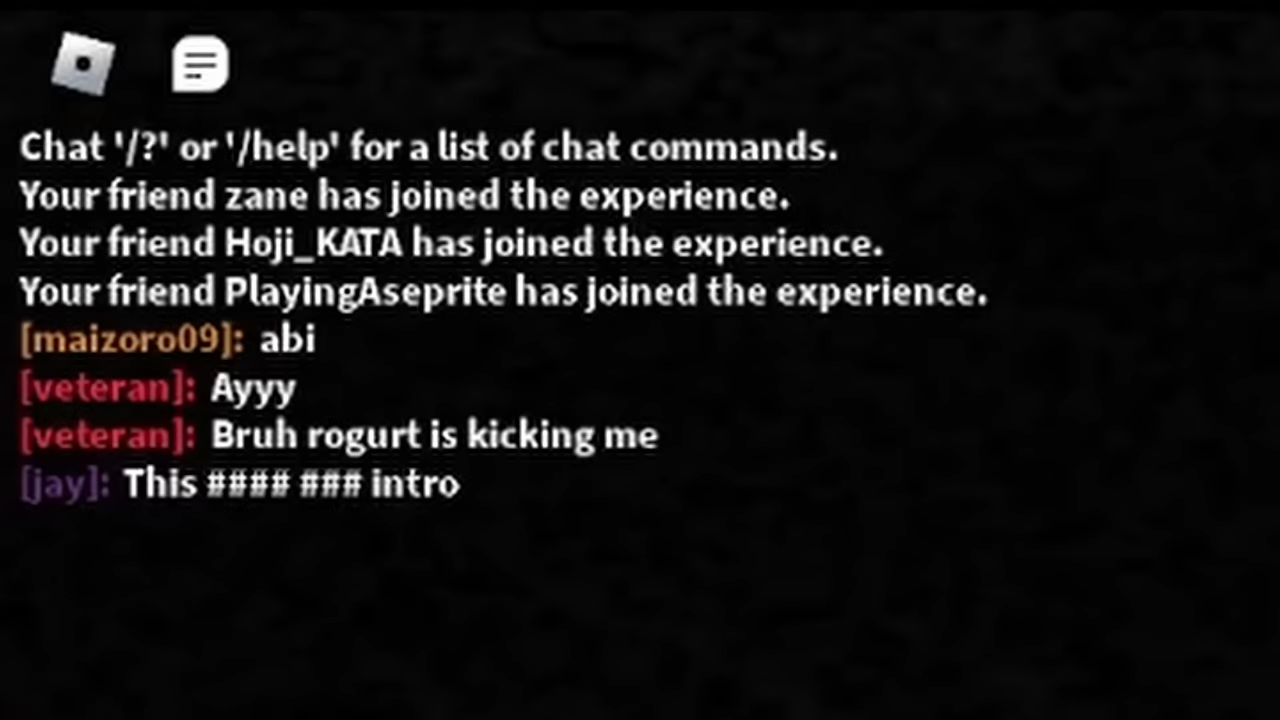 Chat '/?' or '/help' for a list of chat commands.
Your friend zane has joined the experience.
Your friend Hoji_KATA has joined the experience.
Your friend PlayingAseprite has joined the experience.
[maizoro09]: abi
[veteran]: Ayyy
[veteran]: Bruh rogurt is kicking me
[jay]: This #### ### intro